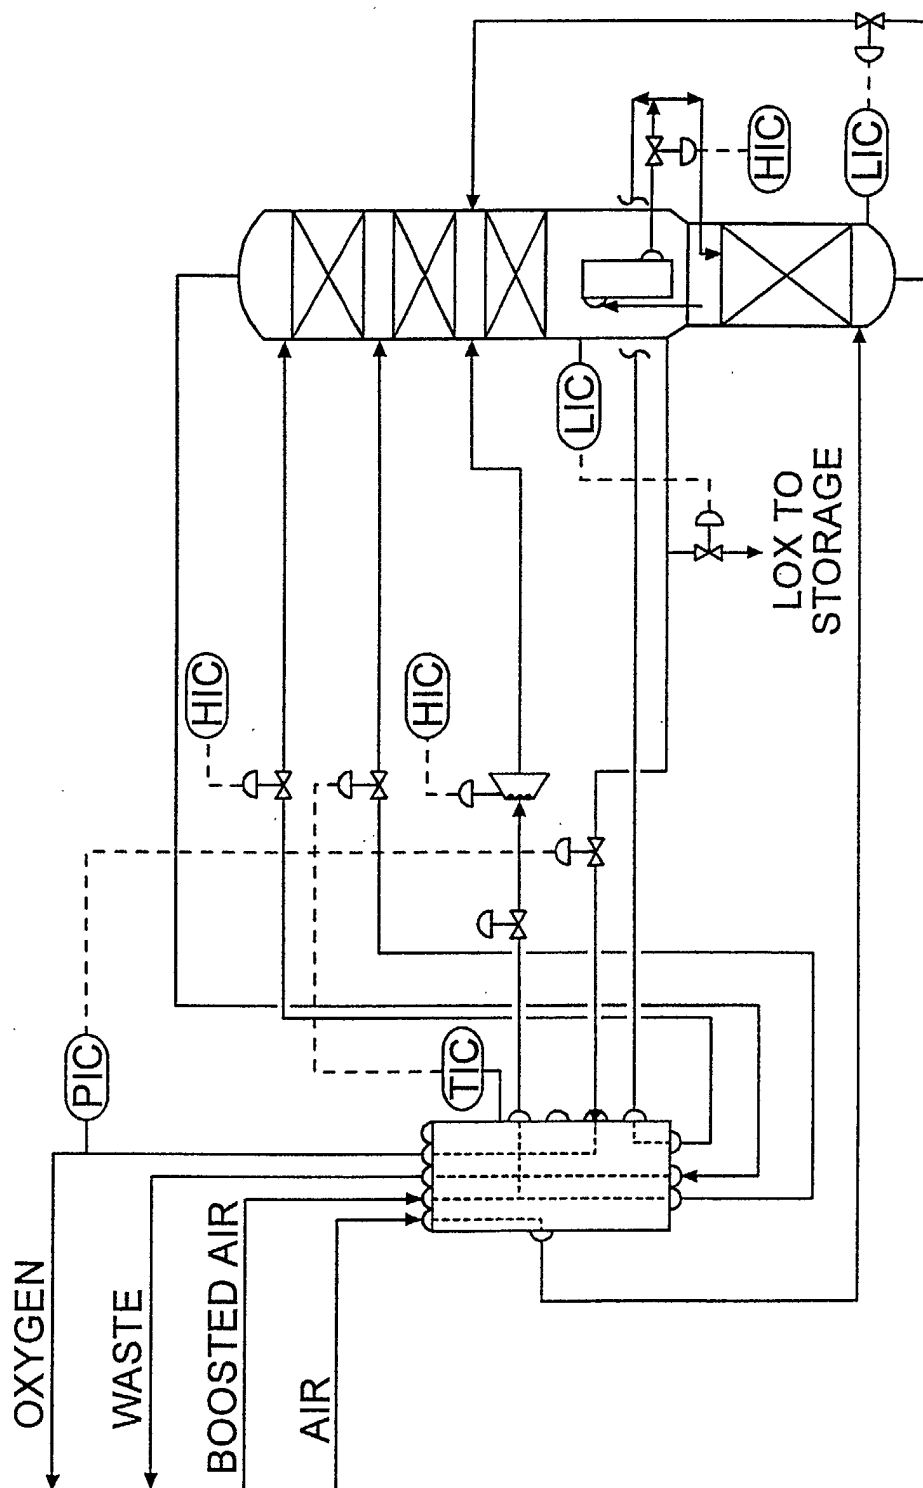 OXYGEN
WASTE
BOOSTED AIR
AIR
PIC
TIC
HIC
HIC
LIC
LOX TO
STORAGE
HIC
LIC